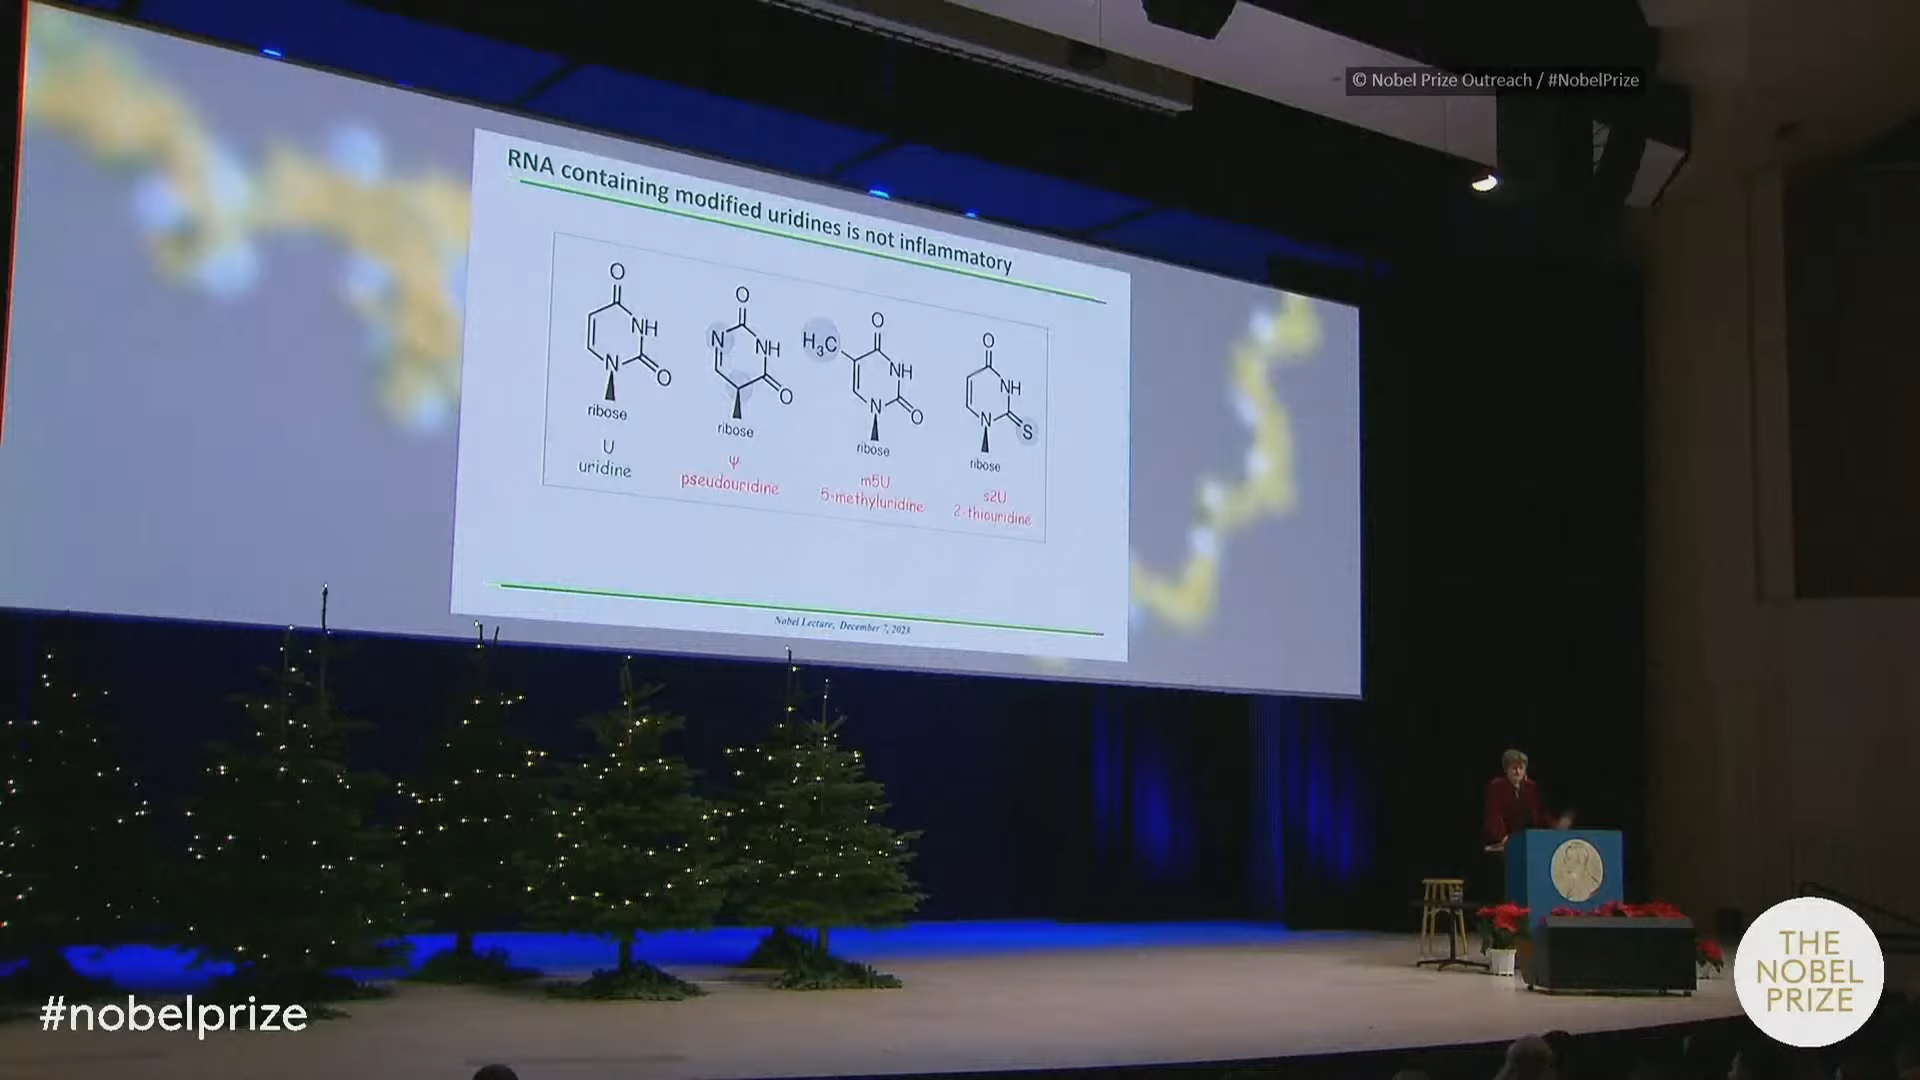 © Nobel Prize Outreach / #NobelPrize
RNA containing modified uridines is not inflammatory
O
NH
N
O
ribose
U
uridine
O
N
NH
O
ribose
ψ
pseudouridine
H₃C
O
NH
N
O
ribose
m5U
5-methyluridine
O
NH
N
S
ribose
s2U
2-thiouridine
Nobel Lecture, December 7, 2023
#nobelprize
THE
NOBEL
PRIZE